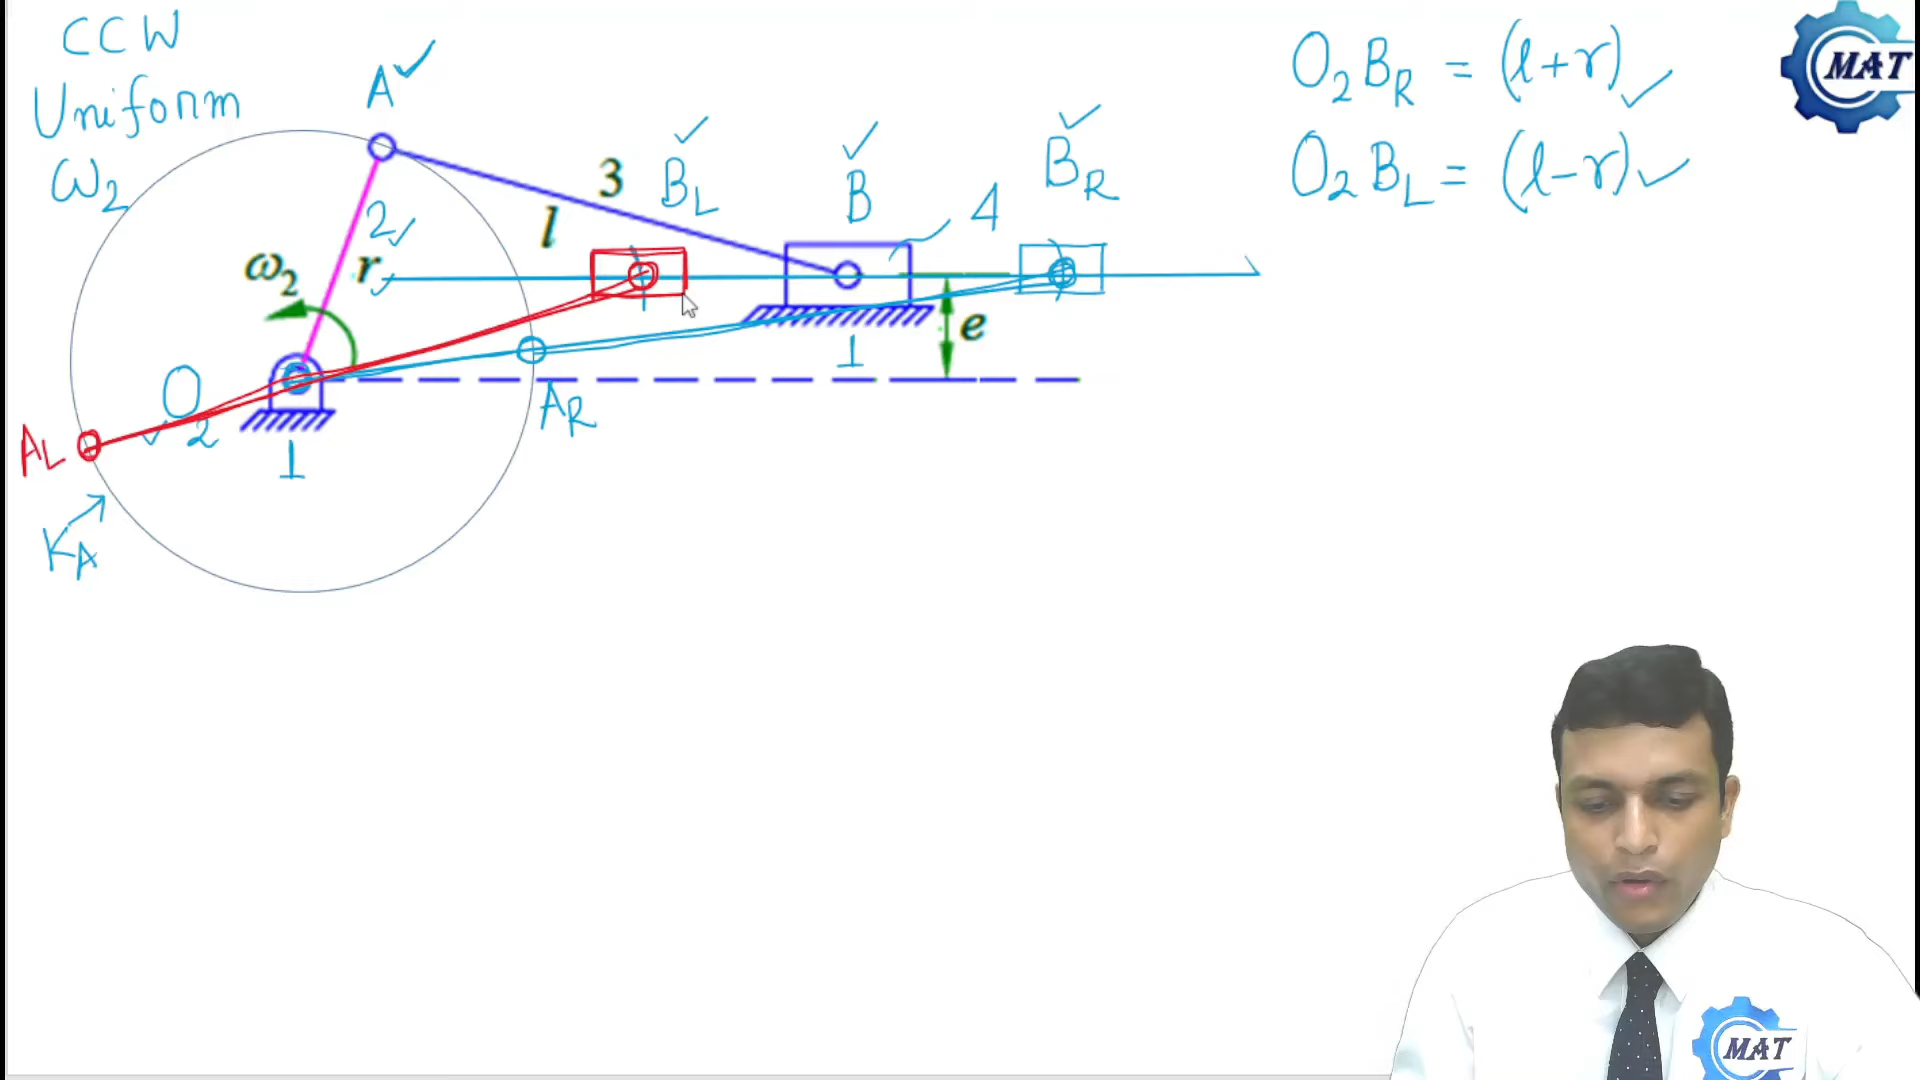 CCW
Uniform
ω2
A
2
r
ω2
3
l
BL
B
4
BR
e
1
O2
1
AR
AL
KA
O2BR = (l+r)
O2BL = (l-r)
MAT
MAT